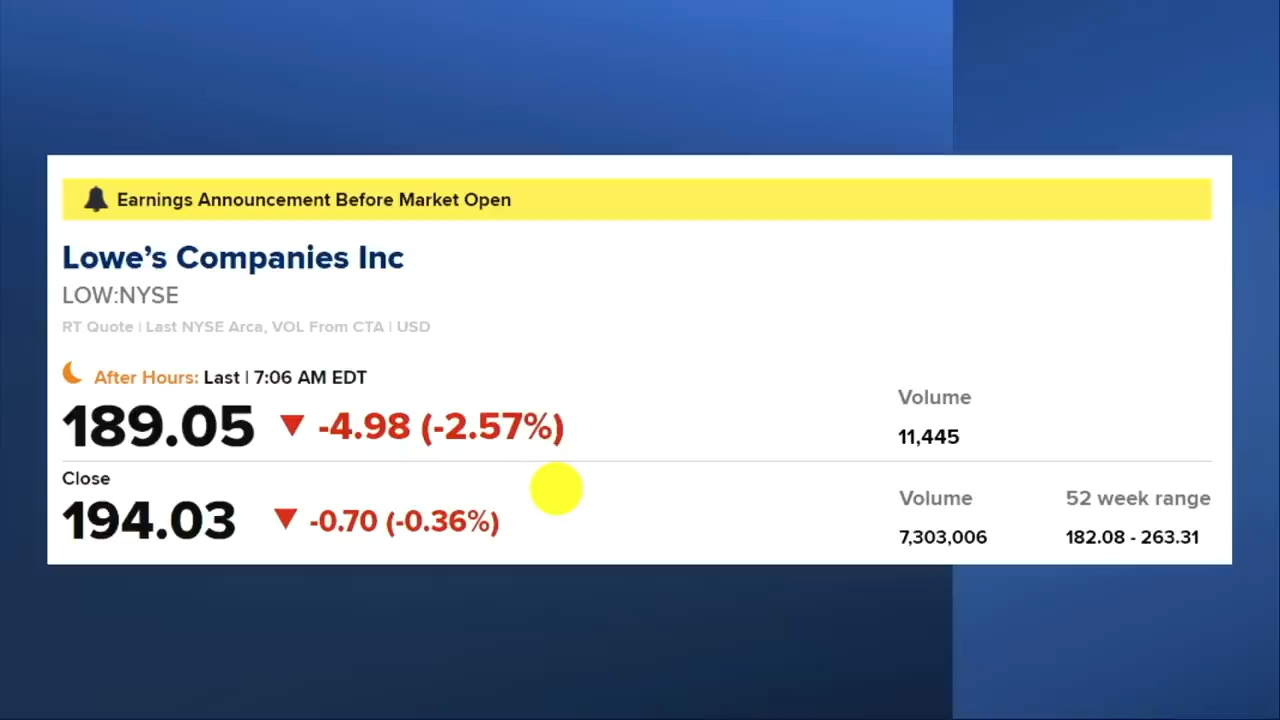 Earnings Announcement Before Market Open
Lowe’s Companies Inc
LOW:NYSE
RT Quote | Last NYSE Arca, VOL From CTA | USD
After Hours: Last | 7:06 AM EDT
189.05 ▼ -4.98 (-2.57%)
Volume
11,445
Close
194.03 ▼ -0.70 (-0.36%)
Volume
7,303,006
52 week range
182.08 - 263.31